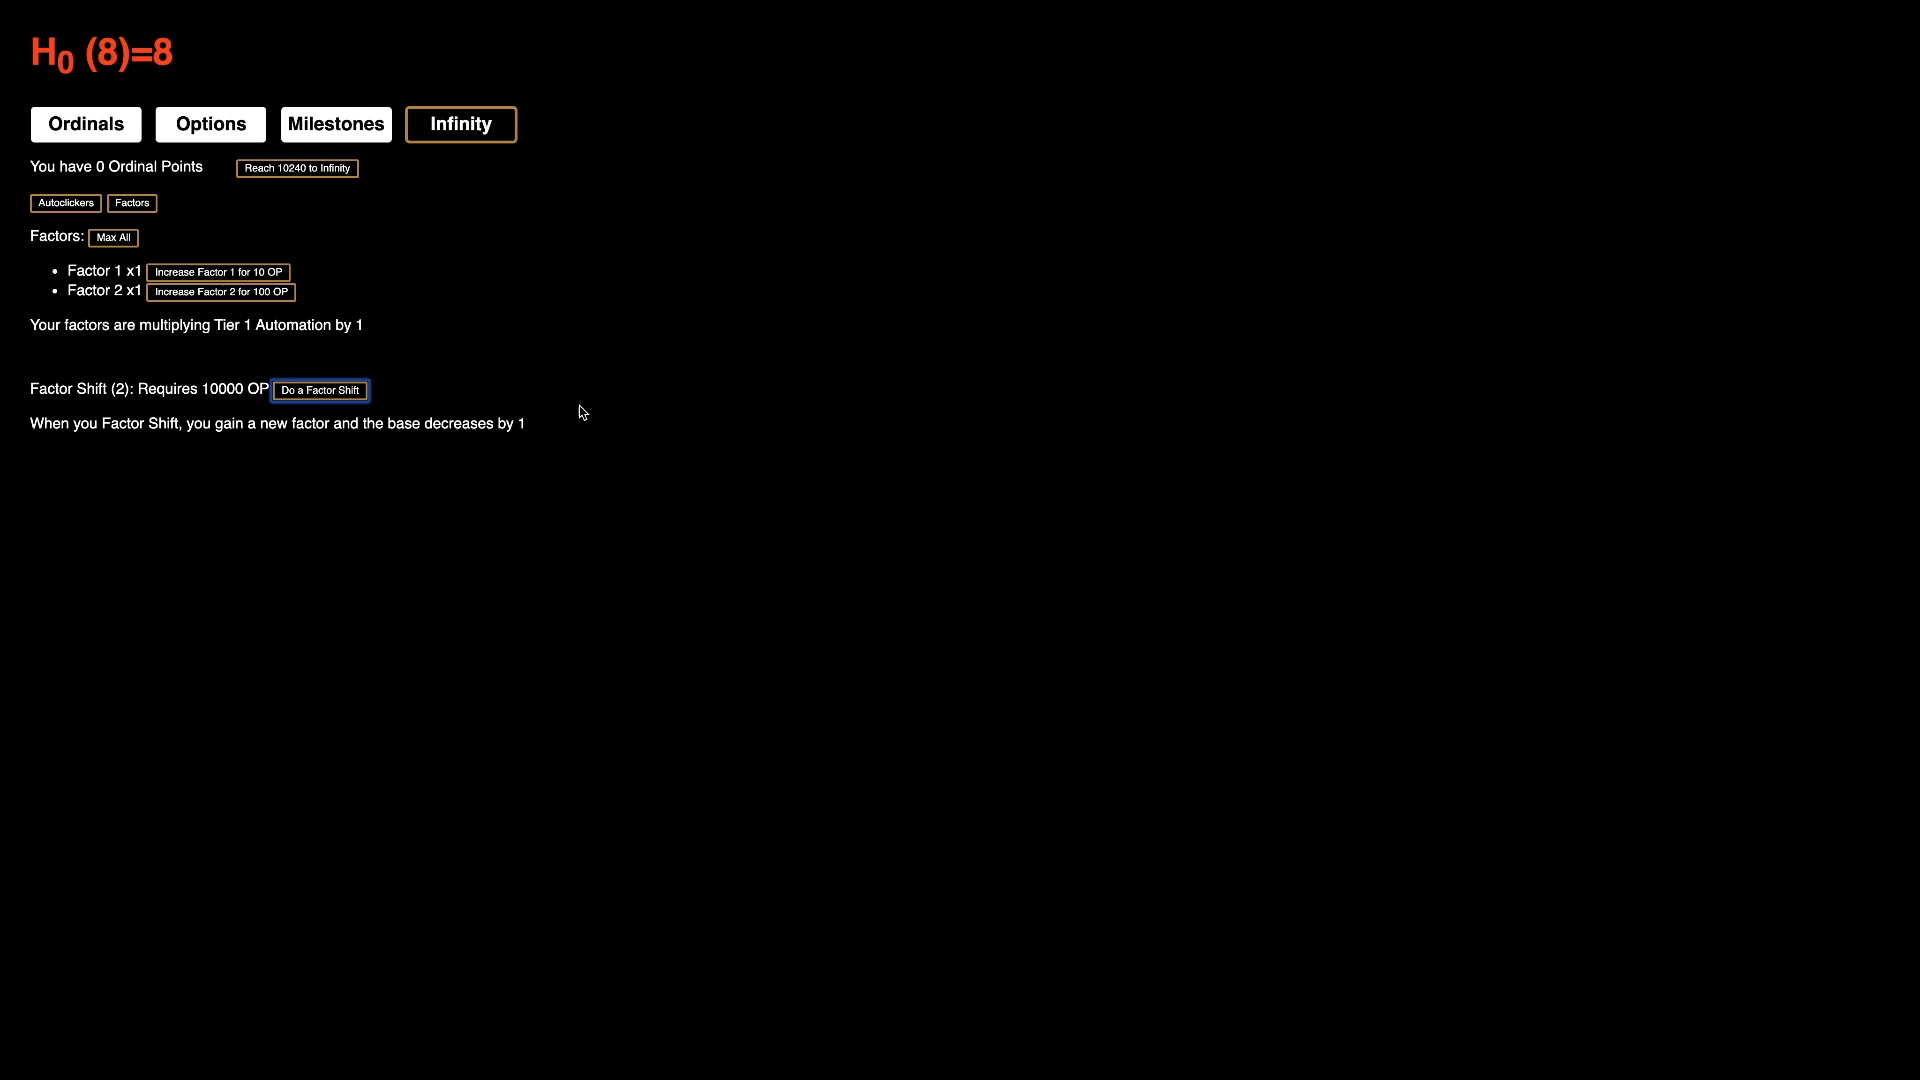 H0 (8)=8
Ordinals Options Milestones Infinity
You have 0 Ordinal Points Reach 10240 to Infinity
Autoclickers Factors
Factors: Max All
• Factor 1 x1 Increase Factor 1 for 10 OP
• Factor 2 x1 Increase Factor 2 for 100 OP
Your factors are multiplying Tier 1 Automation by 1
Factor Shift (2): Requires 10000 OP Do a Factor Shift
When you Factor Shift, you gain a new factor and the base decreases by 1